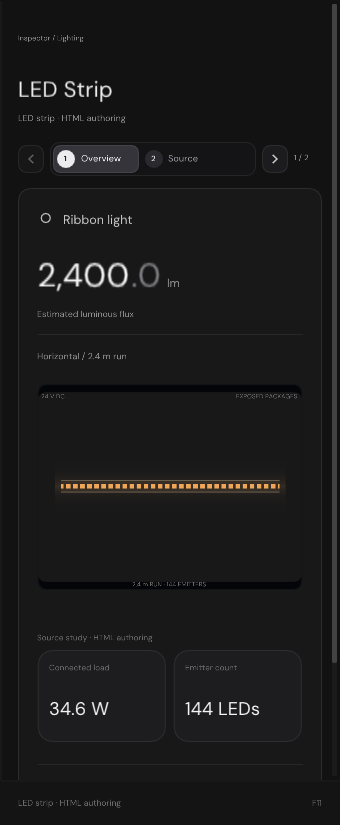 Inspector / Lighting
LED Strip
LED strip · HTML authoring
1 Overview 2 Source 1 / 2
Ribbon light
2,400.0 lm
Estimated luminous flux
Horizontal / 2.4 m run
24 V DC EXPOSED PACKAGES
2.4 m RUN · 144 EMITTERS
Source study · HTML authoring
Connected load Emitter count
34.6 W 144 LEDs
LED strip · HTML authoring F11